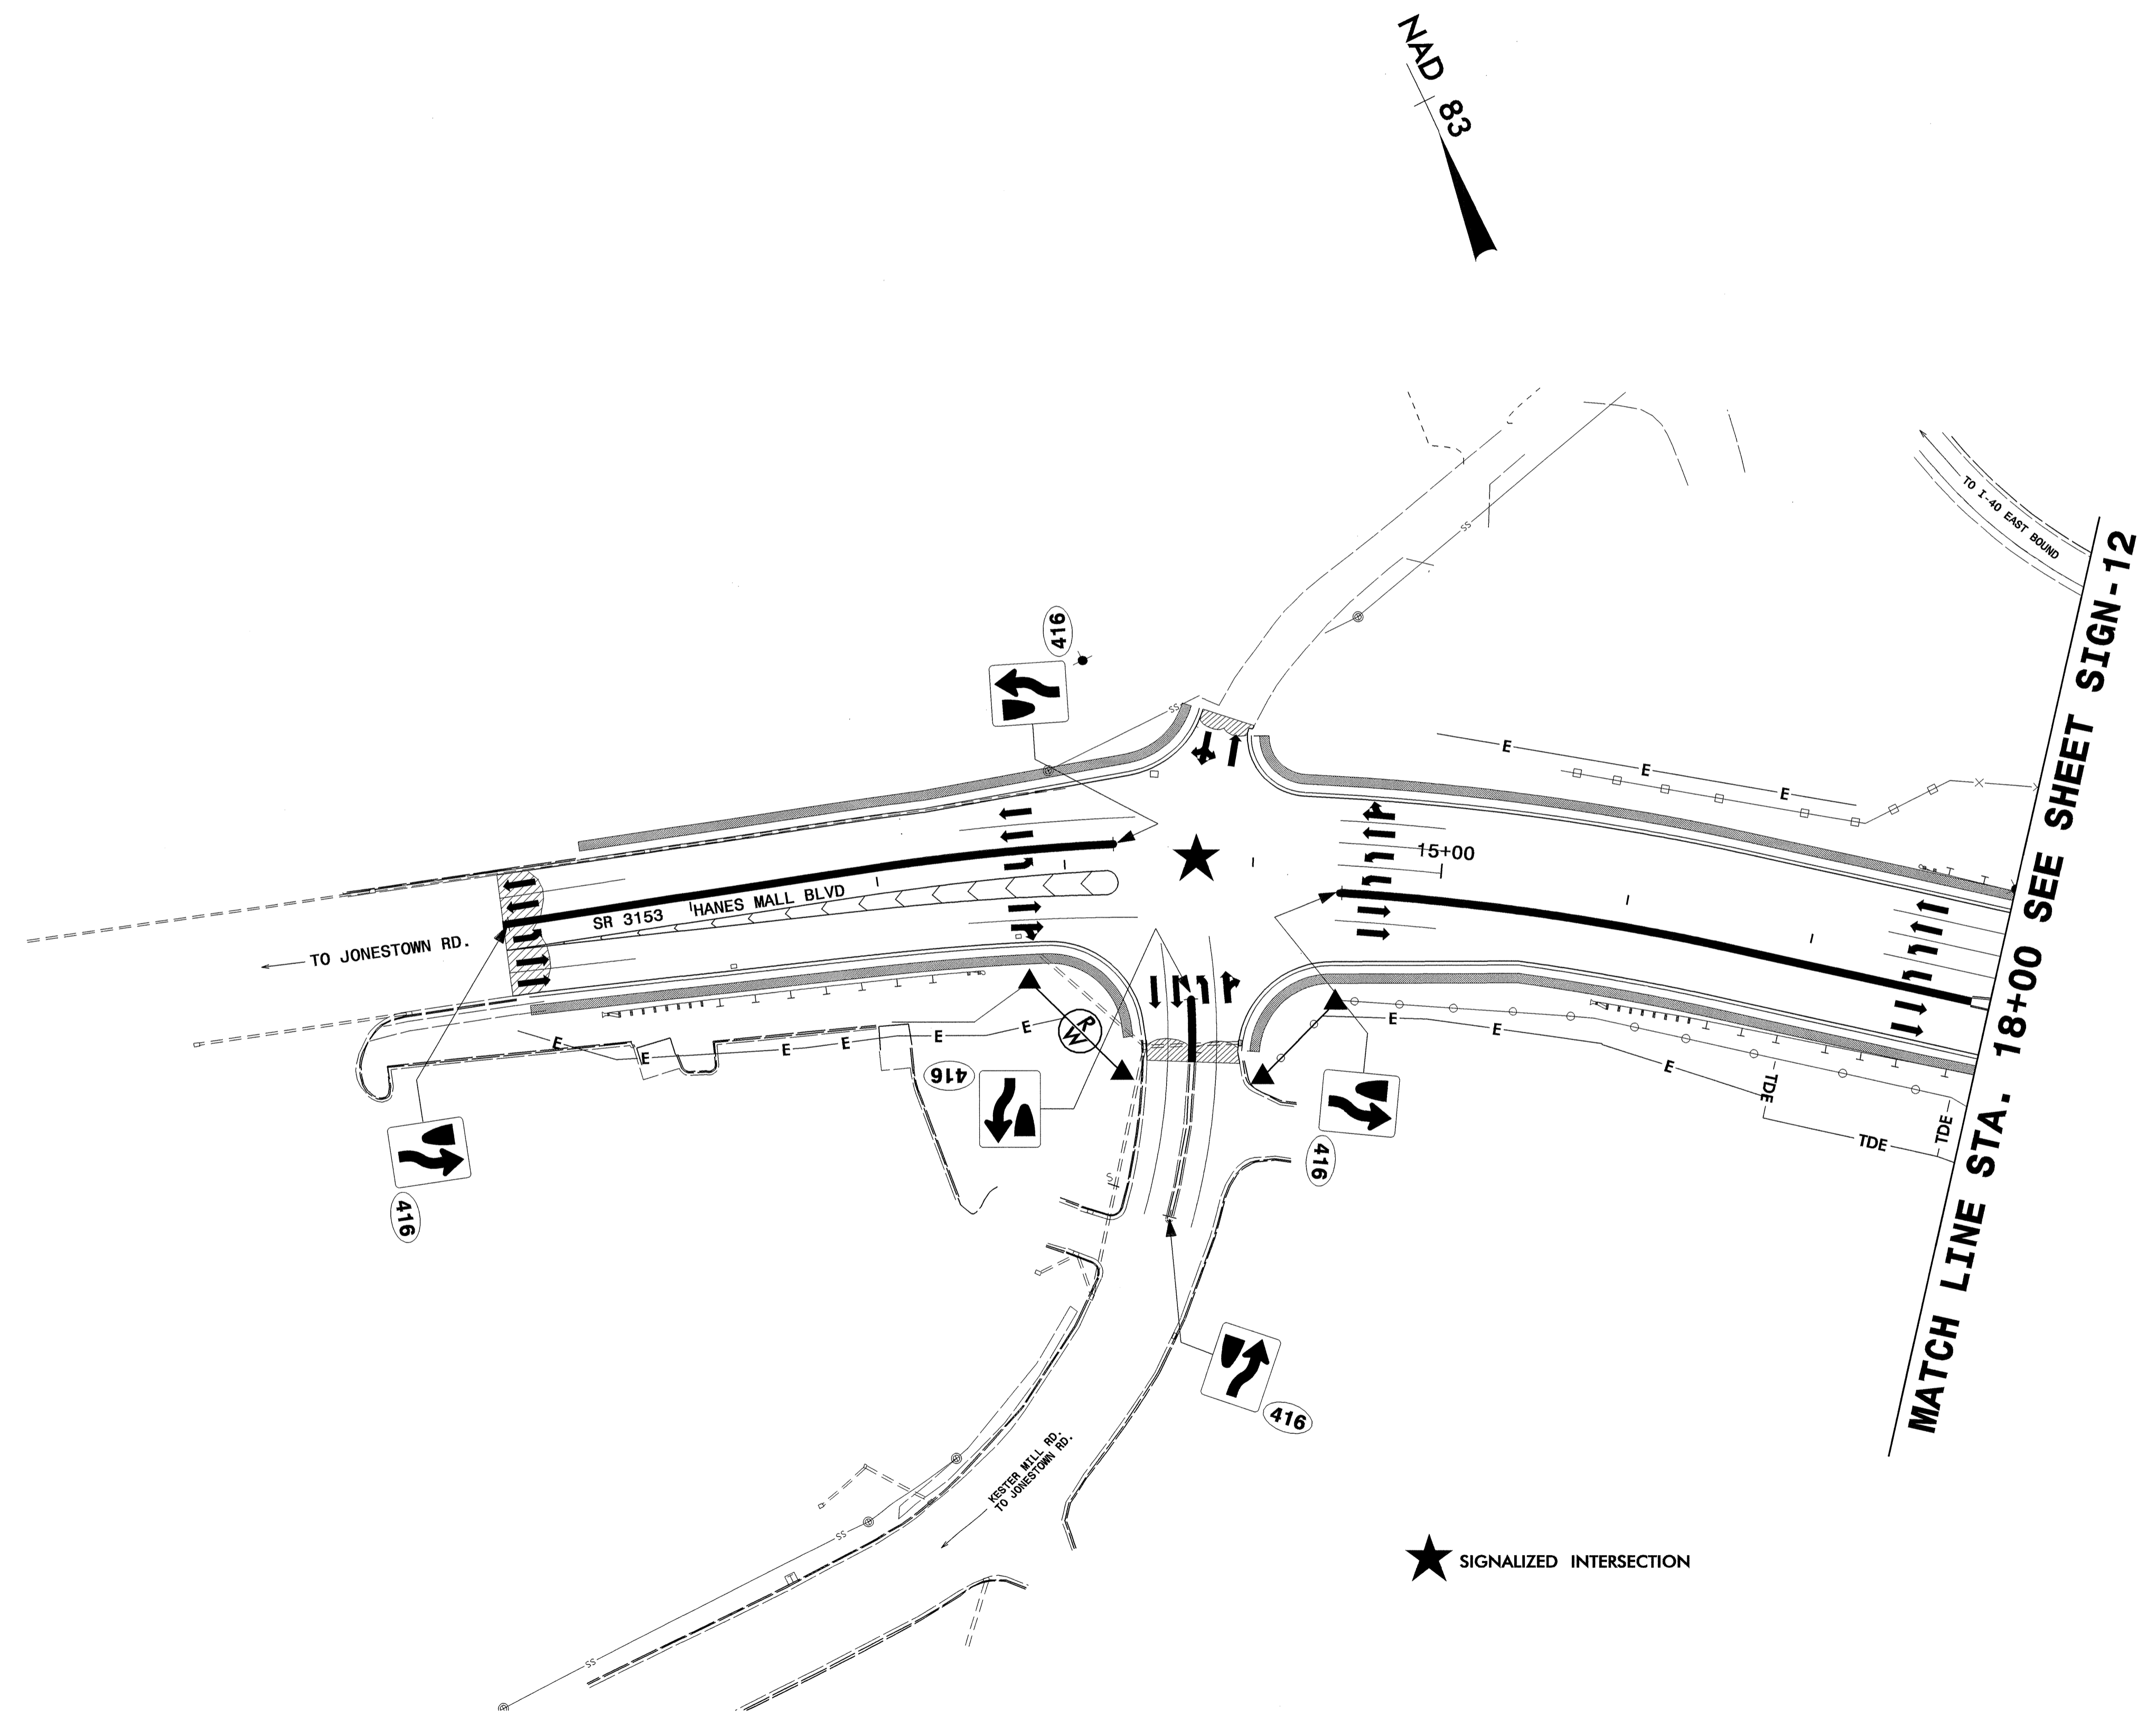 NAD 83
TO I-40 EAST BOUND
MATCH LINE STA. 18+00 SEE SHEET SIGN-12
416
SS
SS
E
E
E
15+00
SR 3153 HANES MALL BLVD
TO JONESTOWN RD.
R/W
E
E
E
E
E
E
E
E
E
TDE
TDE
TDE
416
416
416
S
416
KESTER MILL RD.
TO JONESTOWN RD.
SS
SS
SIGNALIZED INTERSECTION